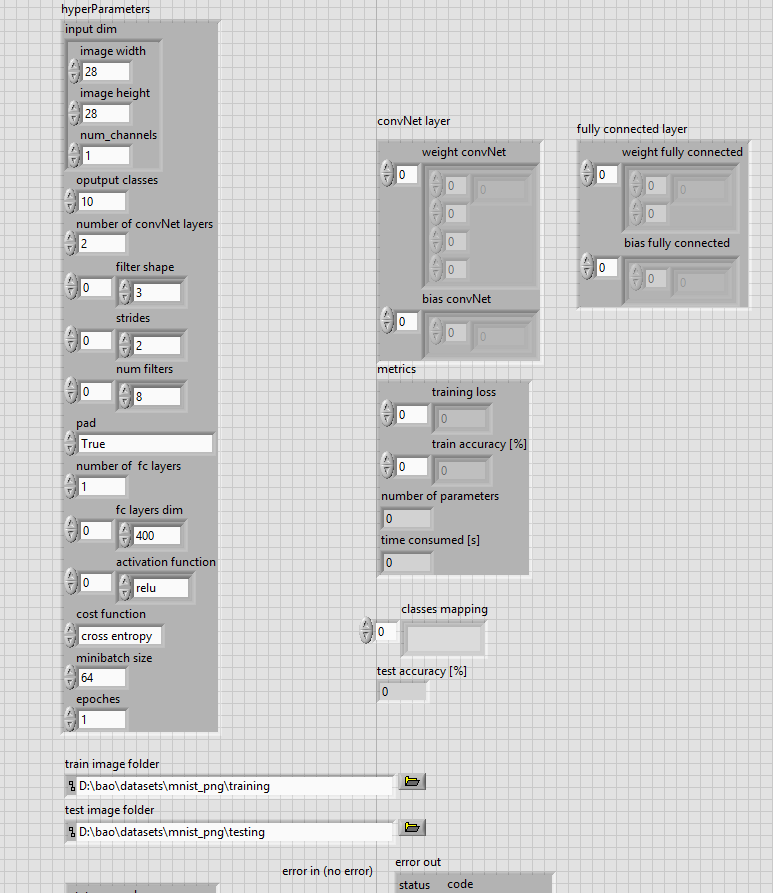 hyperParameters
input dim
image width
28
image height
28
num_channels
1
oputput classes
10
number of convNet layers
2
filter shape
0 3
strides
0 2
num filters
0 8
pad
True
number of fc layers
1
fc layers dim
0 400
activation function
0 relu
cost function
cross entropy
minibatch size
64
epoches
1
convNet layer
weight convNet
0 0 0
0
0
0
bias convNet
0 0 0
fully connected layer
weight fully connected
0 0 0
0
bias fully connected
0 0 0
metrics
training loss
0 0
train accuracy [%]
0 0
number of parameters
0
time consumed [s]
0
classes mapping
0
test accuracy [%]
0
train image folder
D:\bao\datasets\mnist_png\training
test image folder
D:\bao\datasets\mnist_png\testing
error in (no error)
error out
status code